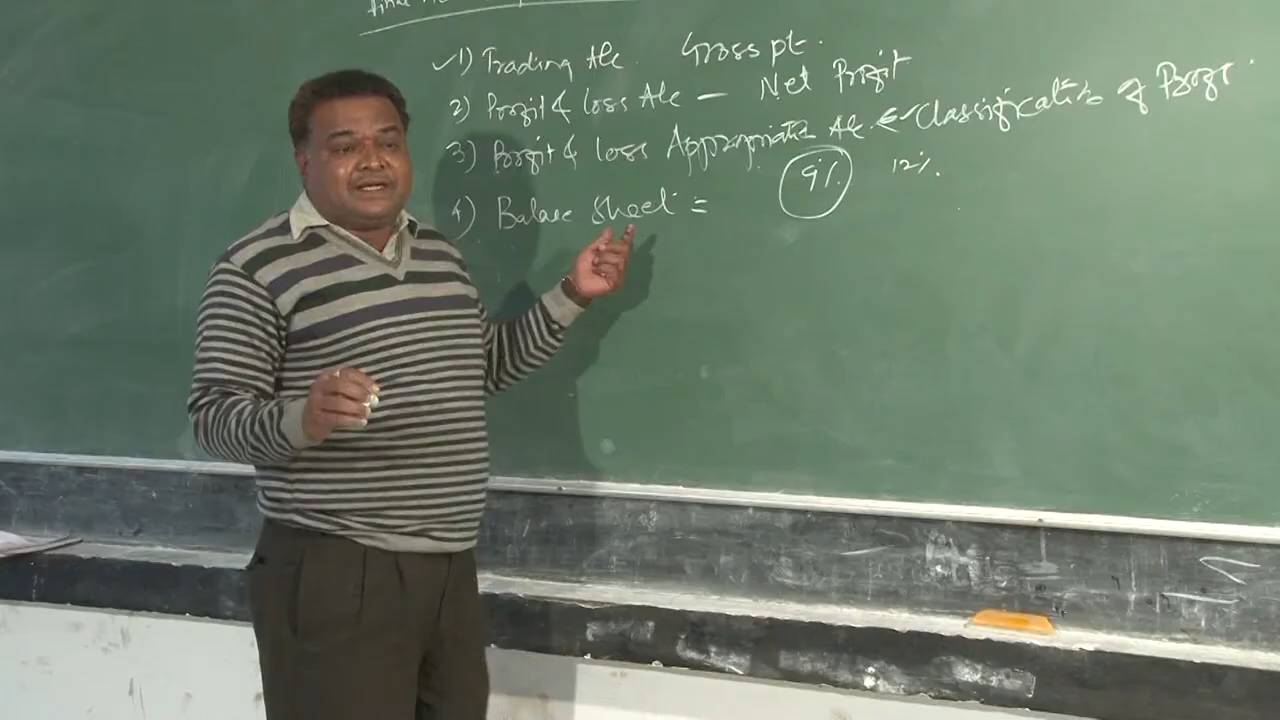 ✓1) Trading A/c. Gross pt.
2) Profit & loss A/c — Net Profit
3) Profit & loss Appropriation A/c. Classification of Profit.
9% 12%.
4) Balance Sheet =